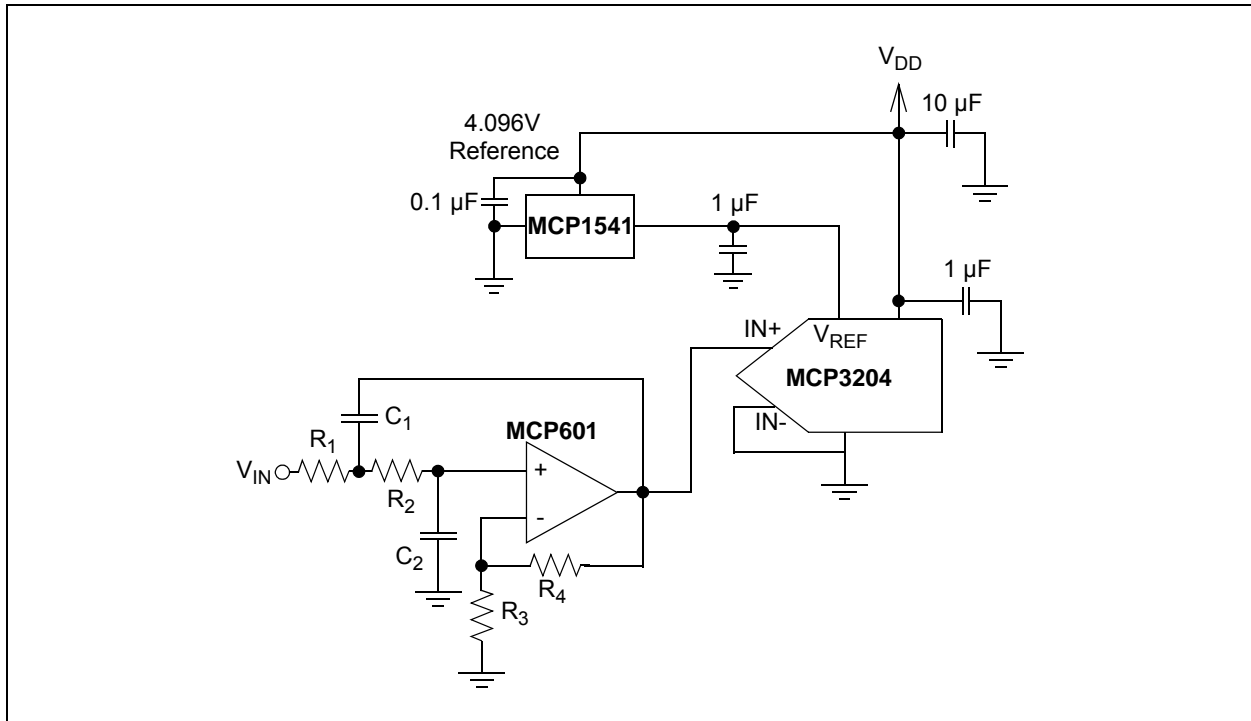 V_DD
10 µF
4.096V
Reference
0.1 µF
MCP1541
1 µF
1 µF
IN+
V_REF
MCP3204
IN-
C_1
MCP601
R_1
V_IN
+
R_2
-
C_2
R_4
R_3